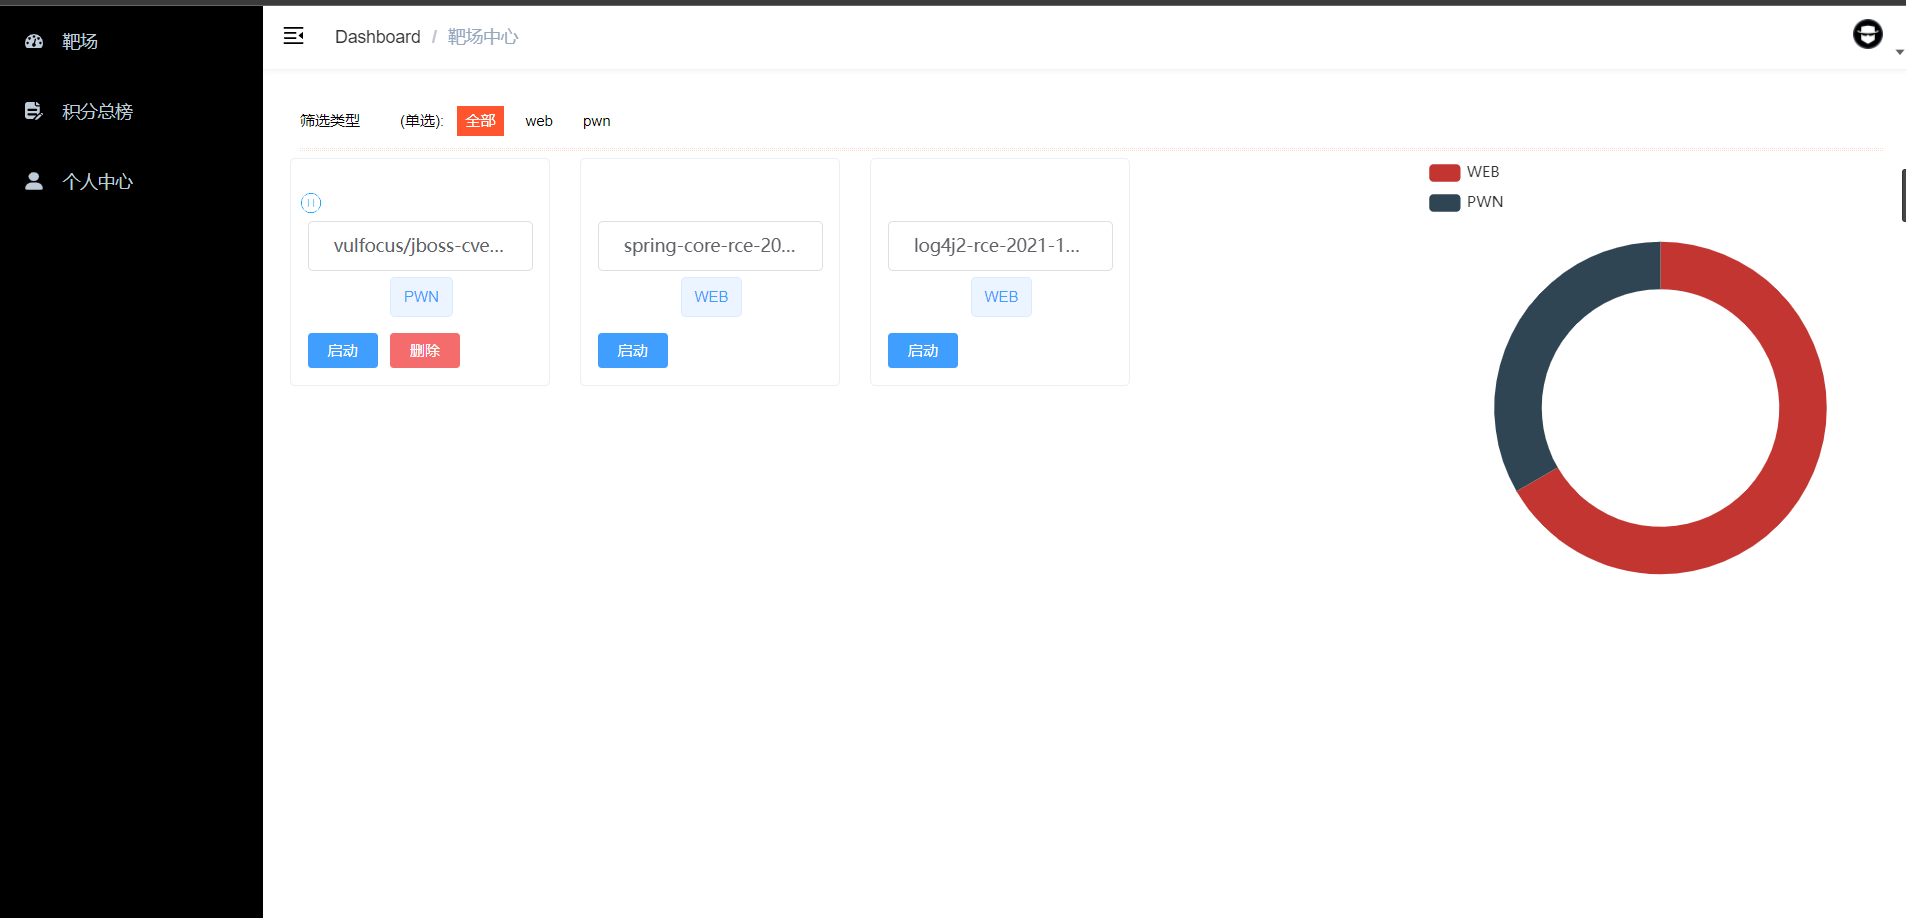 靶场
积分总榜
个人中心
Dashboard / 靶场中心
筛选类型 (单选): 全部 web pwn
vulfocus/jboss-cve...
PWN
启动 删除
spring-core-rce-20...
WEB
启动
log4j2-rce-2021-1...
WEB
启动
WEB
PWN